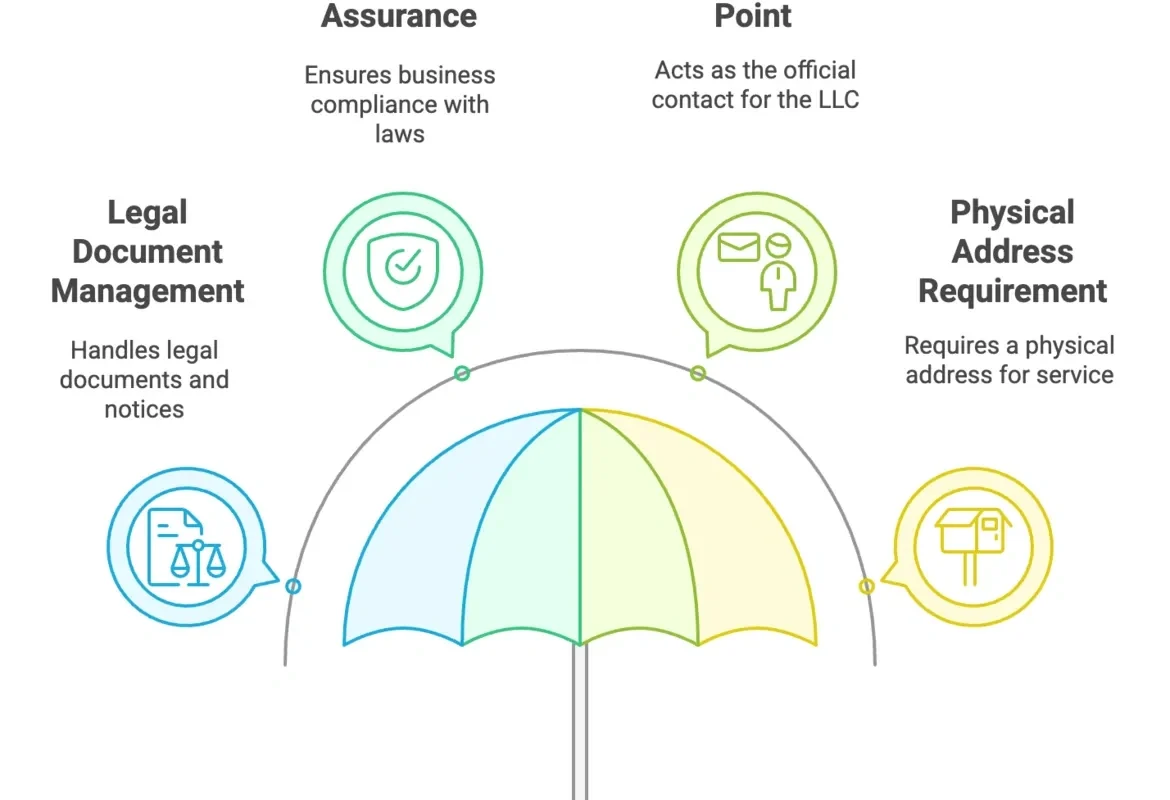 Assurance
Ensures business
compliance with
laws
Point
Acts as the official
contact for the LLC
Legal
Document
Management
Handles legal
documents and
notices
Physical
Address
Requirement
Requires a physical
address for service